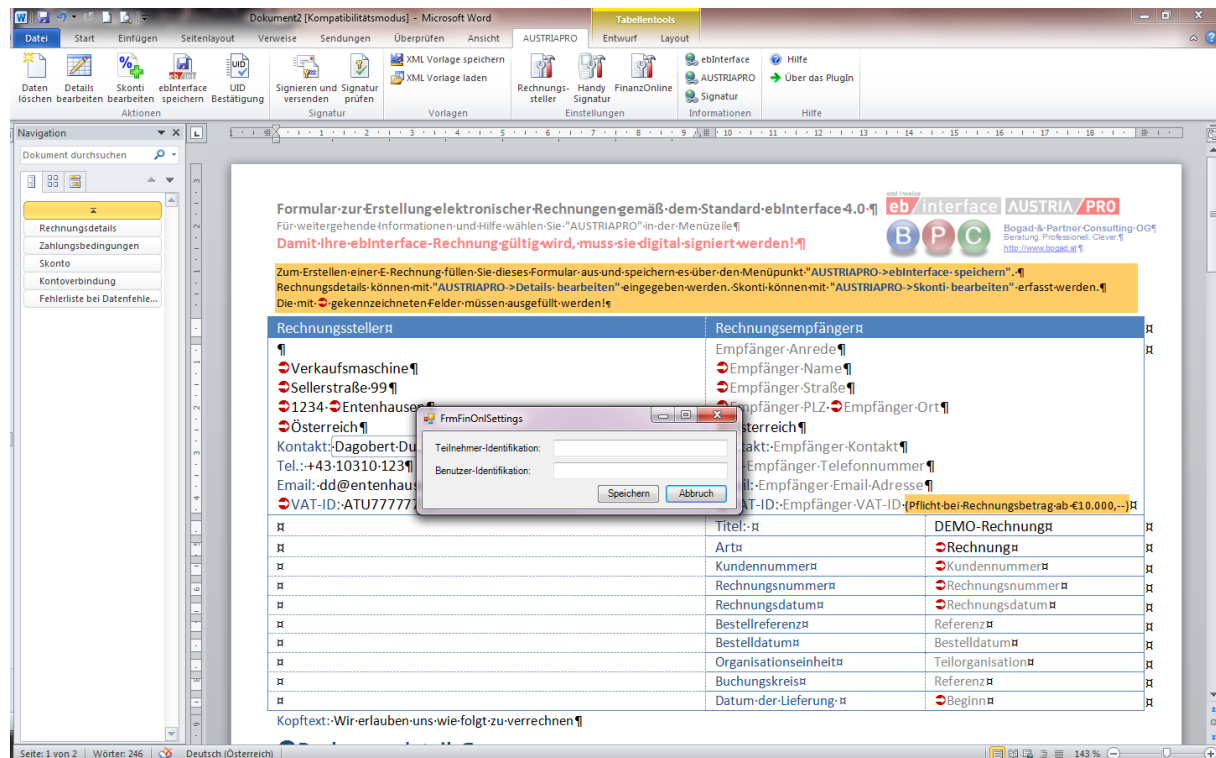 Dokument2 [Kompatibilitätsmodus] - Microsoft Word
Tabellentools
Datei Start Einfügen Seitenlayout Verweise Sendungen Überprüfen Ansicht AUSTRIAPRO Entwurf Layout
Daten löschen
Details bearbeiten
Skonti bearbeiten
ebInterface speichern
UID Bestätigung
Aktionen
Signieren und versenden
Signatur prüfen
Signatur
XML Vorlage speichern
XML Vorlage laden
Vorlagen
Rechnungs- steller
Handy Signatur
FinanzOnline
Einstellungen
ebInterface
AUSTRIAPRO
Signatur
Informationen
Hilfe
Über das PlugIn
Hilfe
Navigation
Dokument durchsuchen
Rechnungsdetails
Zahlungsbedingungen
Skonto
Kontoverbindung
Fehlerliste bei Datenfehle...
xml invoice
eb/interface AUSTRIA/PRO
Formular·zur·Erstellung·elektronischer·Rechnungen·gemäß·dem·Standard·ebInterface·4.0·¶
Für·weitergehende·Informationen·und·Hilfe·wählen·Sie·"AUSTRIAPRO"·in·der·Menüzeile¶
Damit·Ihre·ebInterface-Rechnung·gültig·wird,·muss·sie·digital·signiert·werden!·¶
BPC
Bogad·&·Partner·Consulting·OG¶
Beratung.·Professionell.·Clever.¶
http://www.bogad.at¶
Zum·Erstellen·einer·E-Rechnung·füllen·Sie·dieses·Formular·aus·und·speichern·es·über·den·Menüpunkt·"AUSTRIAPRO->ebInterface·speichern".·¶
Rechnungsdetails·können·mit·"AUSTRIAPRO->Details·bearbeiten"·eingegeben·werden.·Skonti·können·mit·"AUSTRIAPRO->Skonti·bearbeiten"·erfasst·werden.¶
Die·mit·➲·gekennzeichneten·Felder·müssen·ausgefüllt·werden!¶
Rechnungssteller¤ Rechnungsempfänger¤ ¤
¶ Empfänger·Anrede¶ ¤
➲Verkaufsmaschine¶ ➲Empfänger·Name¶
➲Sellerstraße·99¶ ➲Empfänger·Straße¶
➲1234·➲Entenhausen¶ Empfänger·PLZ·➲Empfänger·Ort¶
➲Österreich¶ sterreich¶
Kontakt:·Dagobert·Du takt:·Empfänger·Kontakt¶
Tel.:·+43·10310·123¶ Empfänger·Telefonnummer¶
Email:·dd@entenhaus il:·Empfänger·Email·Adresse¶
➲VAT-ID:·ATU77777 AT-ID:·Empfänger·VAT-ID·(Pflicht·bei·Rechnungsbetrag·ab·€10.000,--)¤
FrmFinOnlSettings
Teilnehmer-Identifikation:
Benutzer-Identifikation:
Speichern Abbruch
¤ Titel:·¤ DEMO-Rechnung¤ ¤
¤ Art¤ ➲Rechnung¤ ¤
¤ Kundennummer¤ ➲Kundennummer¤ ¤
¤ Rechnungsnummer¤ ➲Rechnungsnummer¤ ¤
¤ Rechnungsdatum¤ ➲Rechnungsdatum¤ ¤
¤ Bestellreferenz¤ Referenz¤ ¤
¤ Bestelldatum¤ Bestelldatum¤ ¤
¤ Organisationseinheit¤ Teilorganisation¤ ¤
¤ Buchungskreis¤ Referenz¤ ¤
¤ Datum·der·Lieferung·¤ ➲Beginn¤ ¤
Kopftext:·Wir·erlauben·uns·wie·folgt·zu·verrechnen¶
Seite: 1 von 2 Wörter: 246 Deutsch (Österreich) 143 %